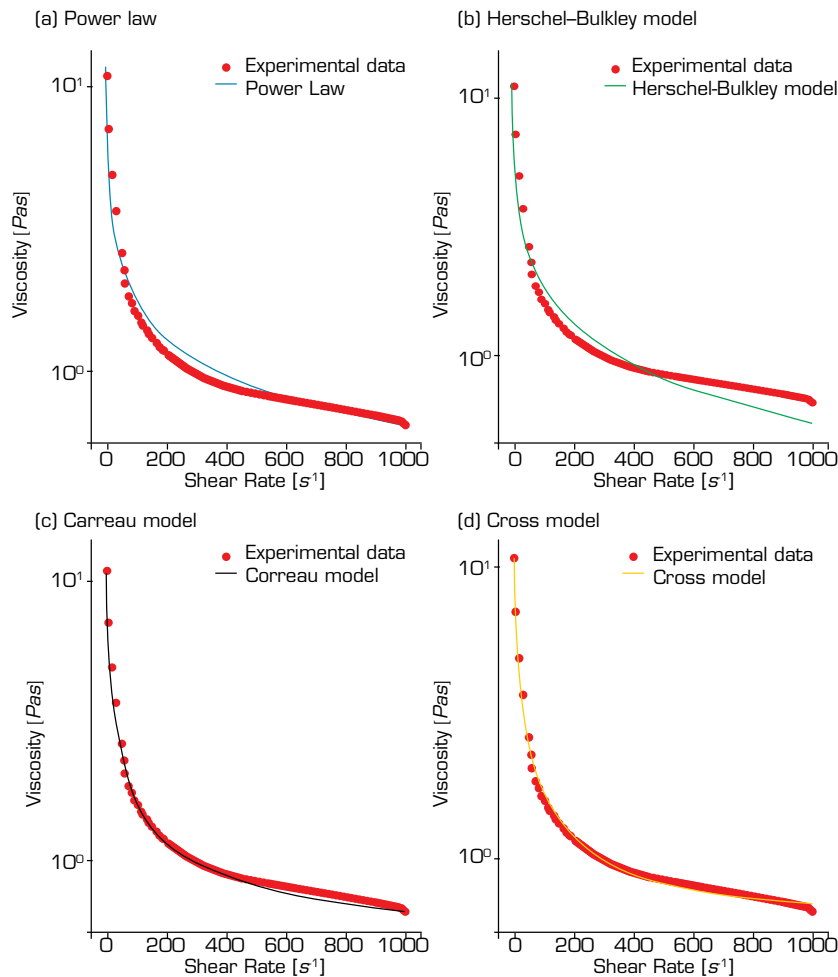 (a) Power law
Experimental data
Power Law
10¹
10⁰
Viscosity [Pas]
0 200 400 600 800 1000
Shear Rate [s⁻¹]
(b) Herschel–Bulkley model
Experimental data
Herschel-Bulkley model
10¹
10⁰
Viscosity [Pas]
0 200 400 600 800 1000
Shear Rate [s⁻¹]
(c) Carreau model
Experimental data
Correau model
10¹
10⁰
Viscosity [Pas]
0 200 400 600 800 1000
Shear Rate [s⁻¹]
(d) Cross model
Experimental data
Cross model
10¹
10⁰
Viscosity [Pas]
0 200 400 600 800 1000
Shear Rate [s⁻¹]